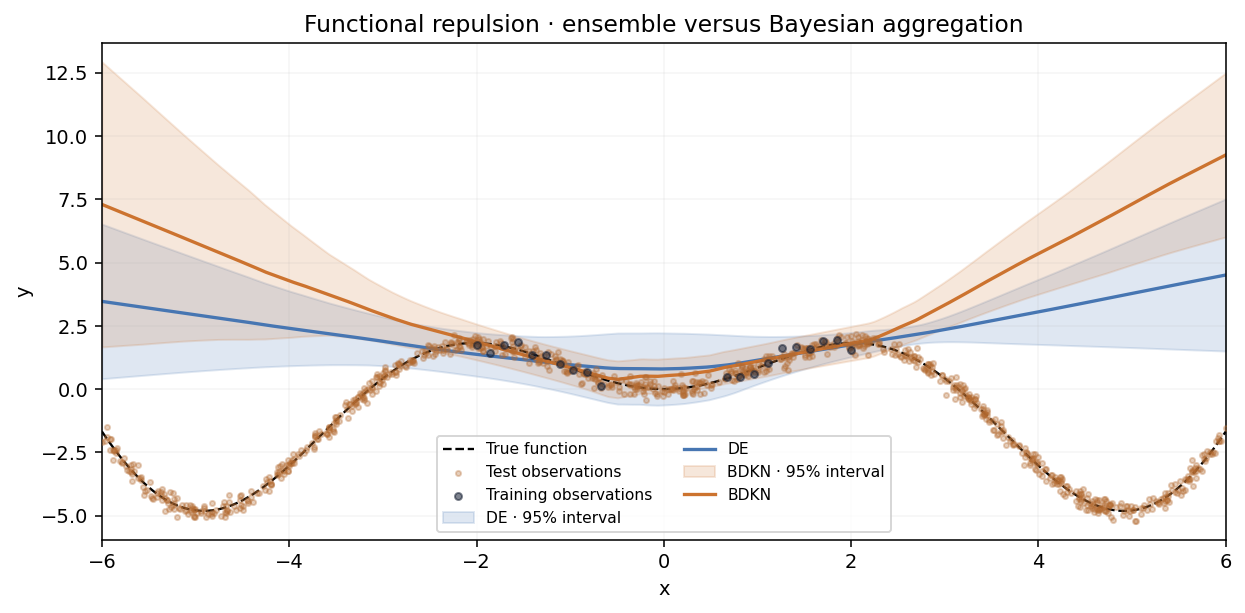 Functional repulsion · ensemble versus Bayesian aggregation
y
12.5
10.0
7.5
5.0
2.5
0.0
−2.5
−5.0
True function
Test observations
Training observations
DE · 95% interval
DE
BDKN · 95% interval
BDKN
−6 −4 −2 0 2 4 6
x